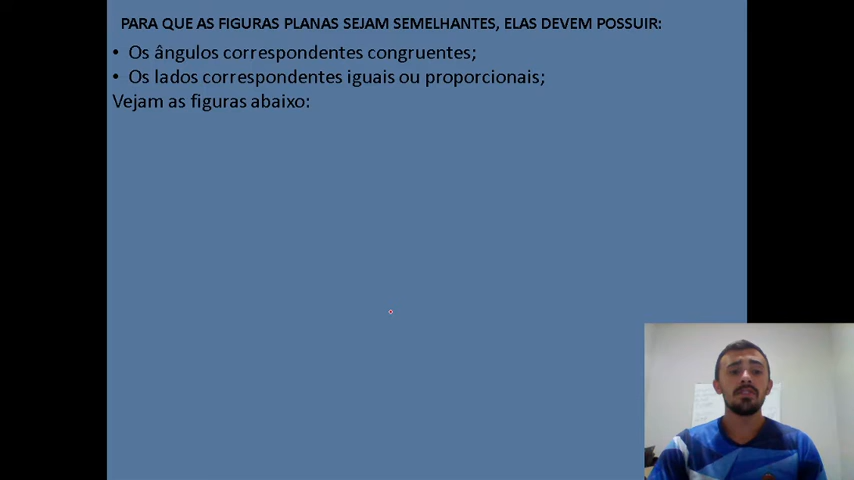 PARA QUE AS FIGURAS PLANAS SEJAM SEMELHANTES, ELAS DEVEM POSSUIR:
• Os ângulos correspondentes congruentes;
• Os lados correspondentes iguais ou proporcionais;
Vejam as figuras abaixo: